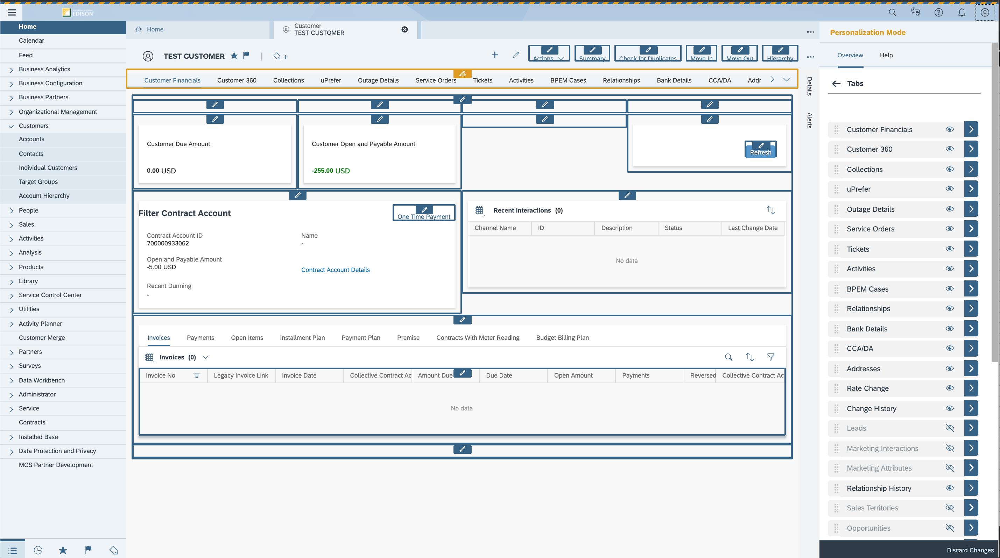 EDISON
Home
Calendar
Feed
Business Analytics
Business Configuration
Business Partners
Organizational Management
Customers
Accounts
Contacts
Individual Customers
Target Groups
Account Hierarchy
People
Sales
Activities
Analysis
Products
Library
Service Control Center
Utilities
Activity Planner
Customer Merge
Partners
Surveys
Data Workbench
Administrator
Service
Contracts
Installed Base
Data Protection and Privacy
MCS Partner Development
Home
Customer
TEST CUSTOMER
TEST CUSTOMER
Actions
Summary
Check for Duplicates
Move In
Move Out
Hierarchy
Customer Financials
Customer 360
Collections
uPrefer
Outage Details
Service Orders
Tickets
Activities
BPEM Cases
Relationships
Bank Details
CCA/DA
Addr
Details
Alerts
Customer Due Amount
0.00 USD
Customer Open and Payable Amount
-255.00 USD
Refresh
Filter Contract Account
One Time Payment
Contract Account ID
700000933062
Name
-
Open and Payable Amount
-5.00 USD
Contract Account Details
Recent Dunning
-
Recent Interactions (0)
Channel Name
ID
Description
Status
Last Change Date
No data
Invoices
Payments
Open Items
Installment Plan
Payment Plan
Premise
Contracts With Meter Reading
Budget Billing Plan
Invoices (0)
Invoice No
Legacy Invoice Link
Invoice Date
Collective Contract Ac
Amount Due
Due Date
Open Amount
Payments
Reversed
Collective Contract Ac
No data
Personalization Mode
Overview
Help
Tabs
Customer Financials
Customer 360
Collections
uPrefer
Outage Details
Service Orders
Tickets
Activities
BPEM Cases
Relationships
Bank Details
CCA/DA
Addresses
Rate Change
Change History
Leads
Marketing Interactions
Marketing Attributes
Relationship History
Sales Territories
Opportunities
Discard Changes